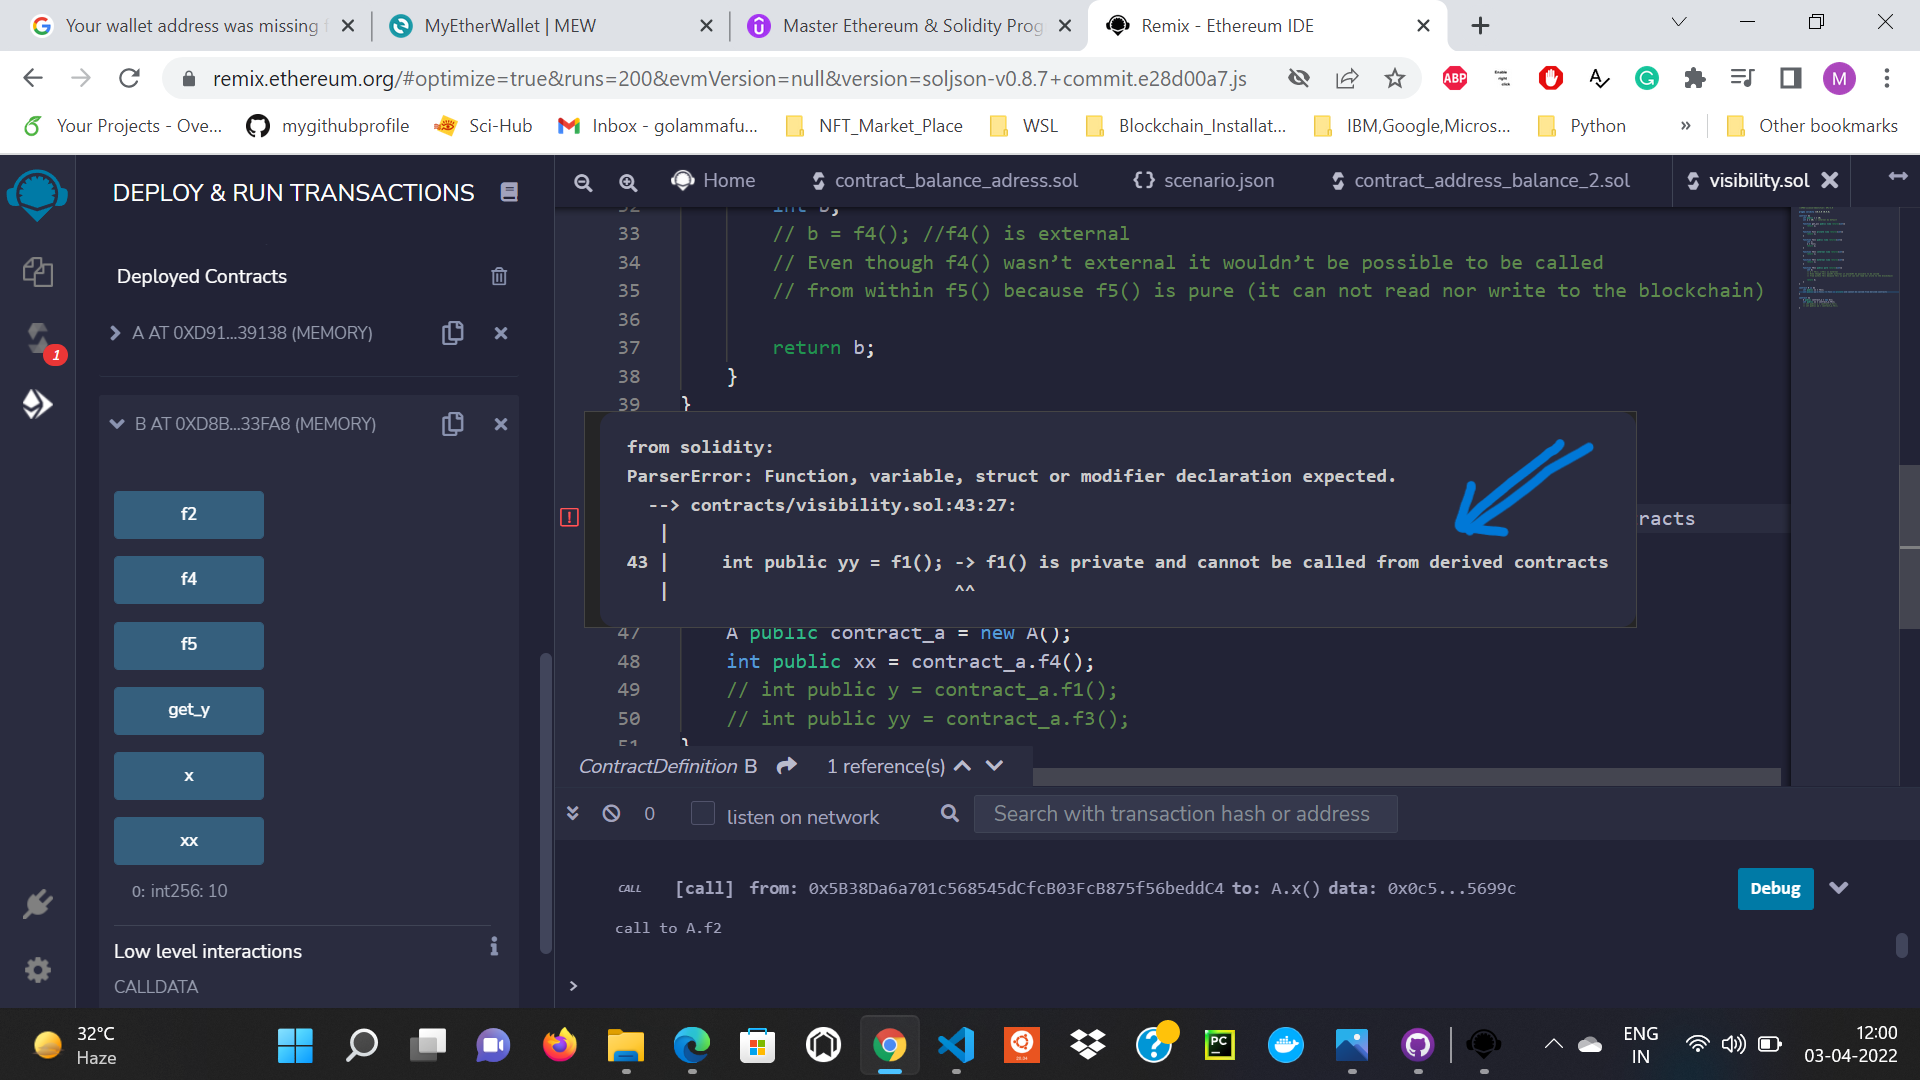 Your wallet address was missing f
MyEtherWallet | MEW
Master Ethereum & Solidity Prog
Remix - Ethereum IDE
remix.ethereum.org/#optimize=true&runs=200&evmVersion=null&version=soljson-v0.8.7+commit.e28d00a7.js
ABP
M
Your Projects - Ove...
mygithubprofile
Sci-Hub
Inbox - golammafu...
NFT_Market_Place
WSL
Blockchain_Installat...
IBM,Google,Micros...
Python
»
Other bookmarks
DEPLOY & RUN TRANSACTIONS
Home
contract_balance_adress.sol
{} scenario.json
contract_address_balance_2.sol
visibility.sol
Deployed Contracts
A AT 0XD91...39138 (MEMORY)
1
B AT 0XD8B...33FA8 (MEMORY)
f2
f4
f5
get_y
x
xx
0: int256: 10
Low level interactions
i
CALLDATA
32 int b;
33 // b = f4(); //f4() is external
34 // Even though f4() wasn’t external it wouldn’t be possible to be called
35 // from within f5() because f5() is pure (it can not read nor write to the blockchain)
36
37 return b;
38 }
39 }
from solidity:
ParserError: Function, variable, struct or modifier declaration expected.
--> contracts/visibility.sol:43:27:
|
43 | int public yy = f1(); -> f1() is private and cannot be called from derived contracts
| ^^
racts
47 A public contract_a = new A();
48 int public xx = contract_a.f4();
49 // int public y = contract_a.f1();
50 // int public yy = contract_a.f3();
51 }
ContractDefinition B
1 reference(s)
0
listen on network
Search with transaction hash or address
CALL [call] from: 0x5B38Da6a701c568545dCfcB03FcB875f56beddC4 to: A.x() data: 0x0c5...5699c
Debug
call to A.f2
>
32°C
Haze
PC
ENG
IN
12:00
03-04-2022